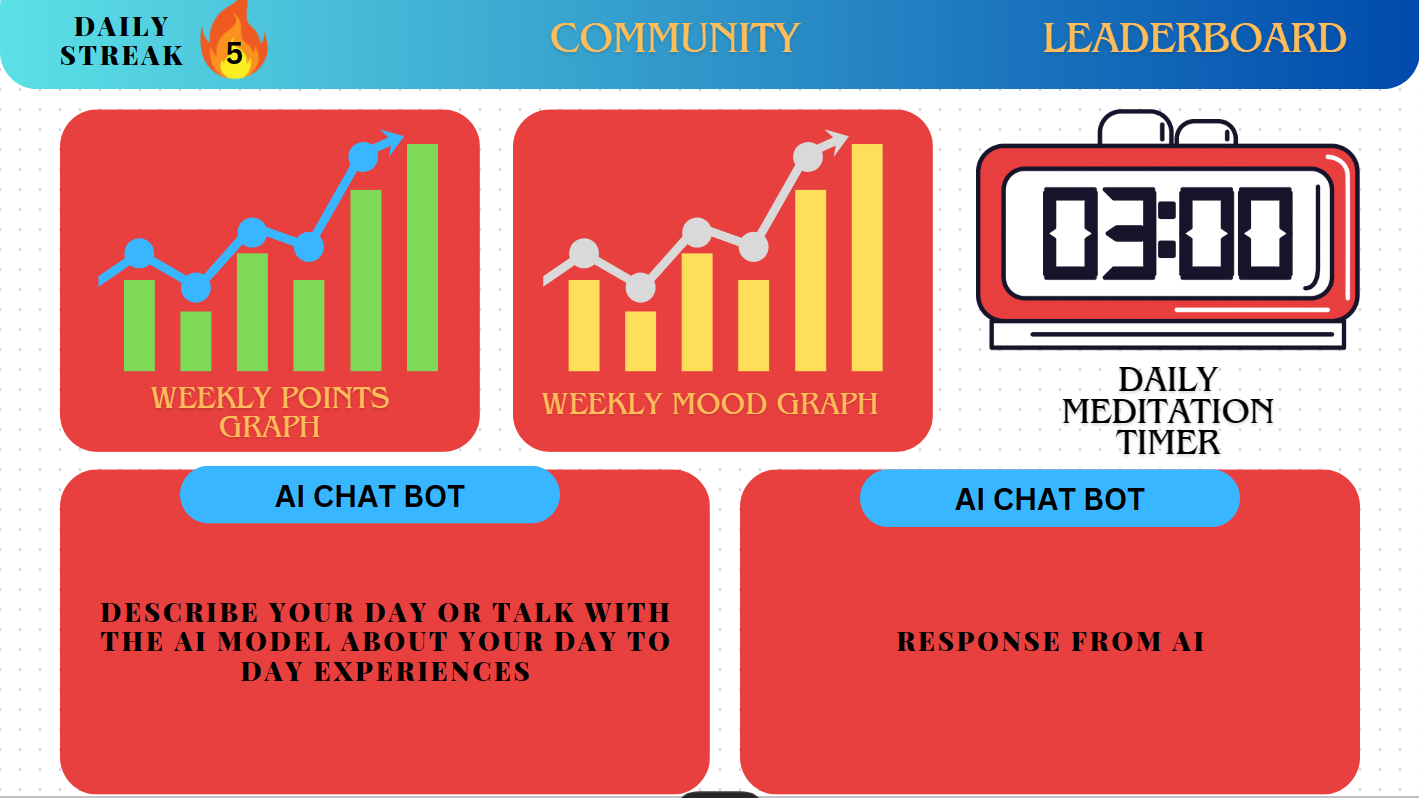 DAILY
STREAK
5
COMMUNITY
LEADERBOARD
WEEKLY POINTS
GRAPH
WEEKLY MOOD GRAPH
03:00
DAILY
MEDITATION
TIMER
AI CHAT BOT
DESCRIBE YOUR DAY OR TALK WITH
THE AI MODEL ABOUT YOUR DAY TO
DAY EXPERIENCES
AI CHAT BOT
RESPONSE FROM AI